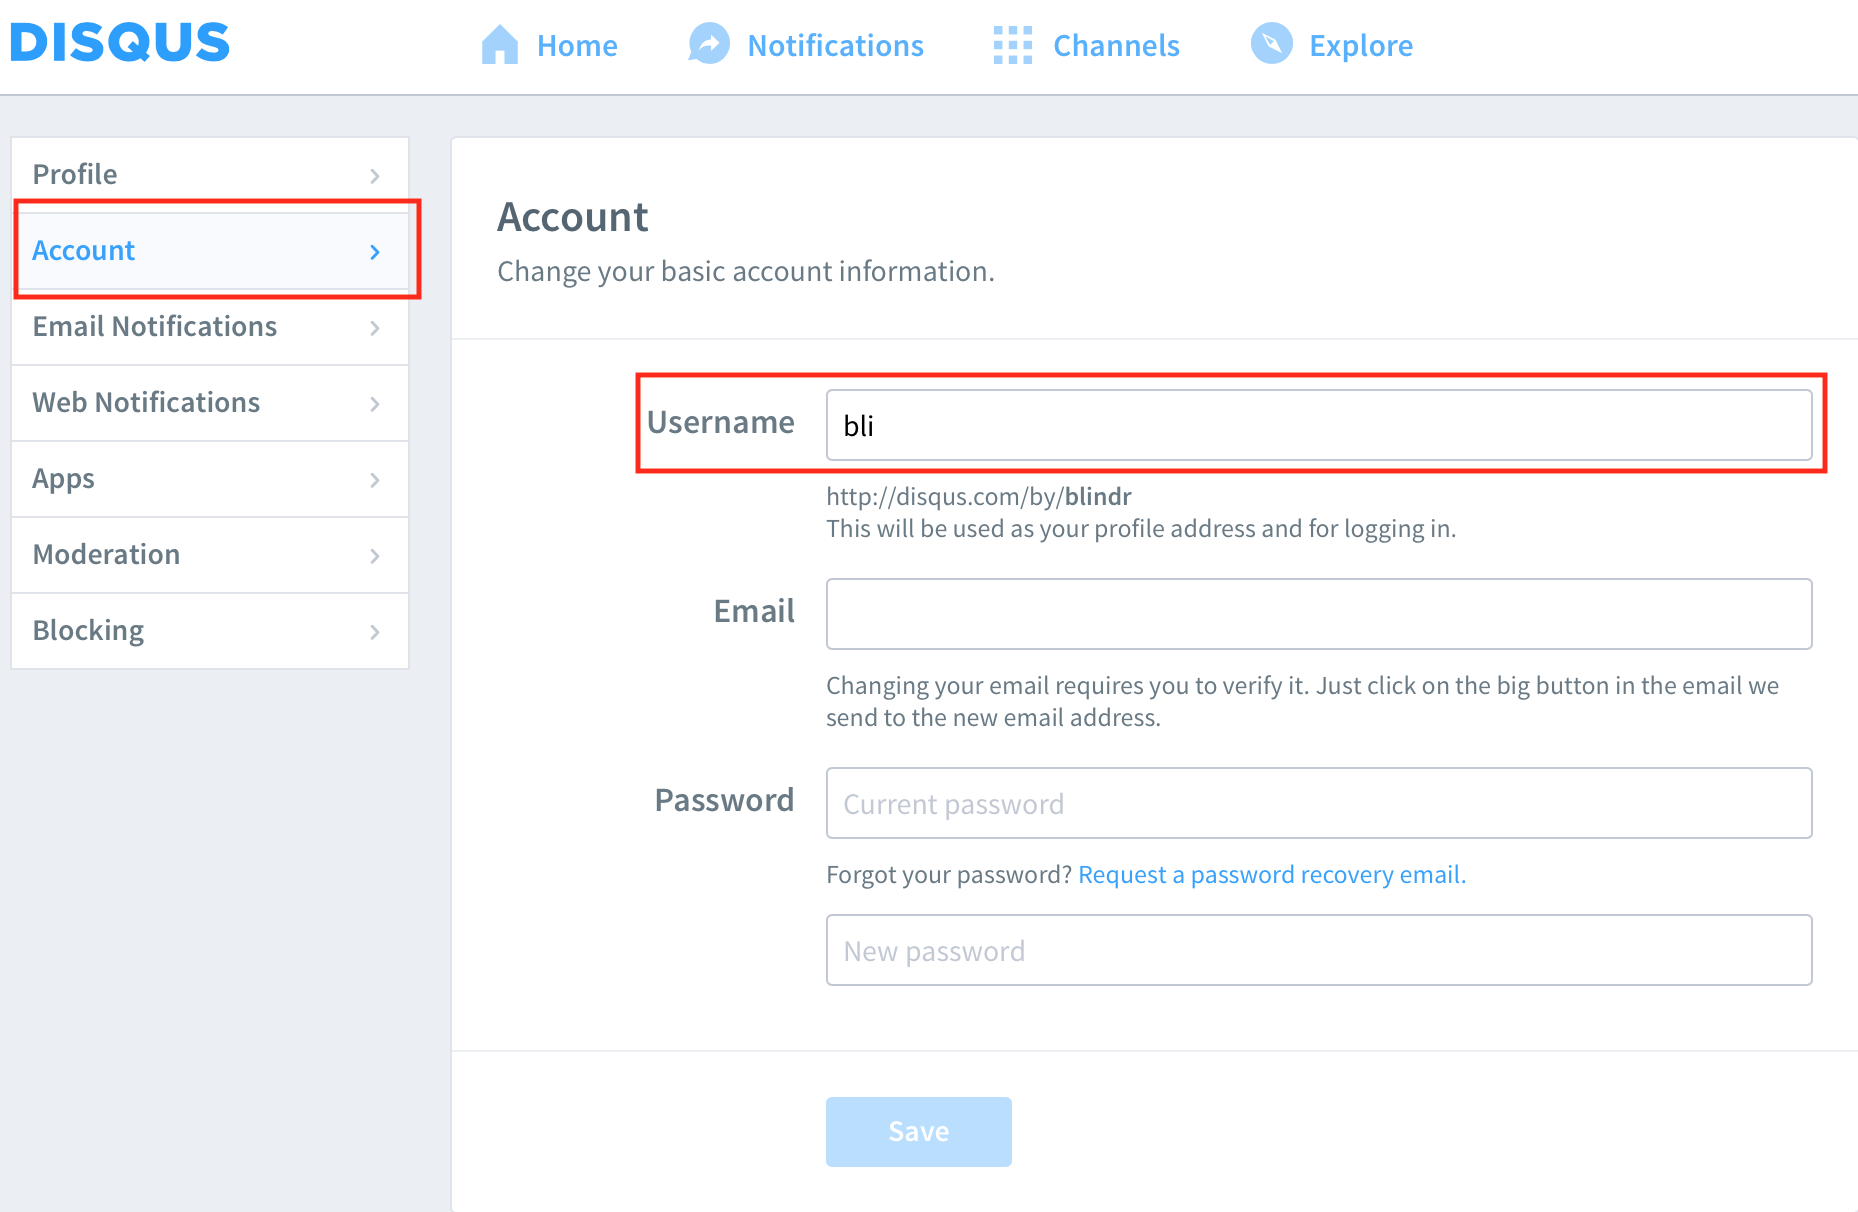 DISQUS
Home
Notifications
Channels
Explore
Profile
Account
Email Notifications
Web Notifications
Apps
Moderation
Blocking
Account
Change your basic account information.
Username
bli
http://disqus.com/by/blindr
This will be used as your profile address and for logging in.
Email
Changing your email requires you to verify it. Just click on the big button in the email we
send to the new email address.
Password
Current password
Forgot your password? Request a password recovery email.
New password
Save